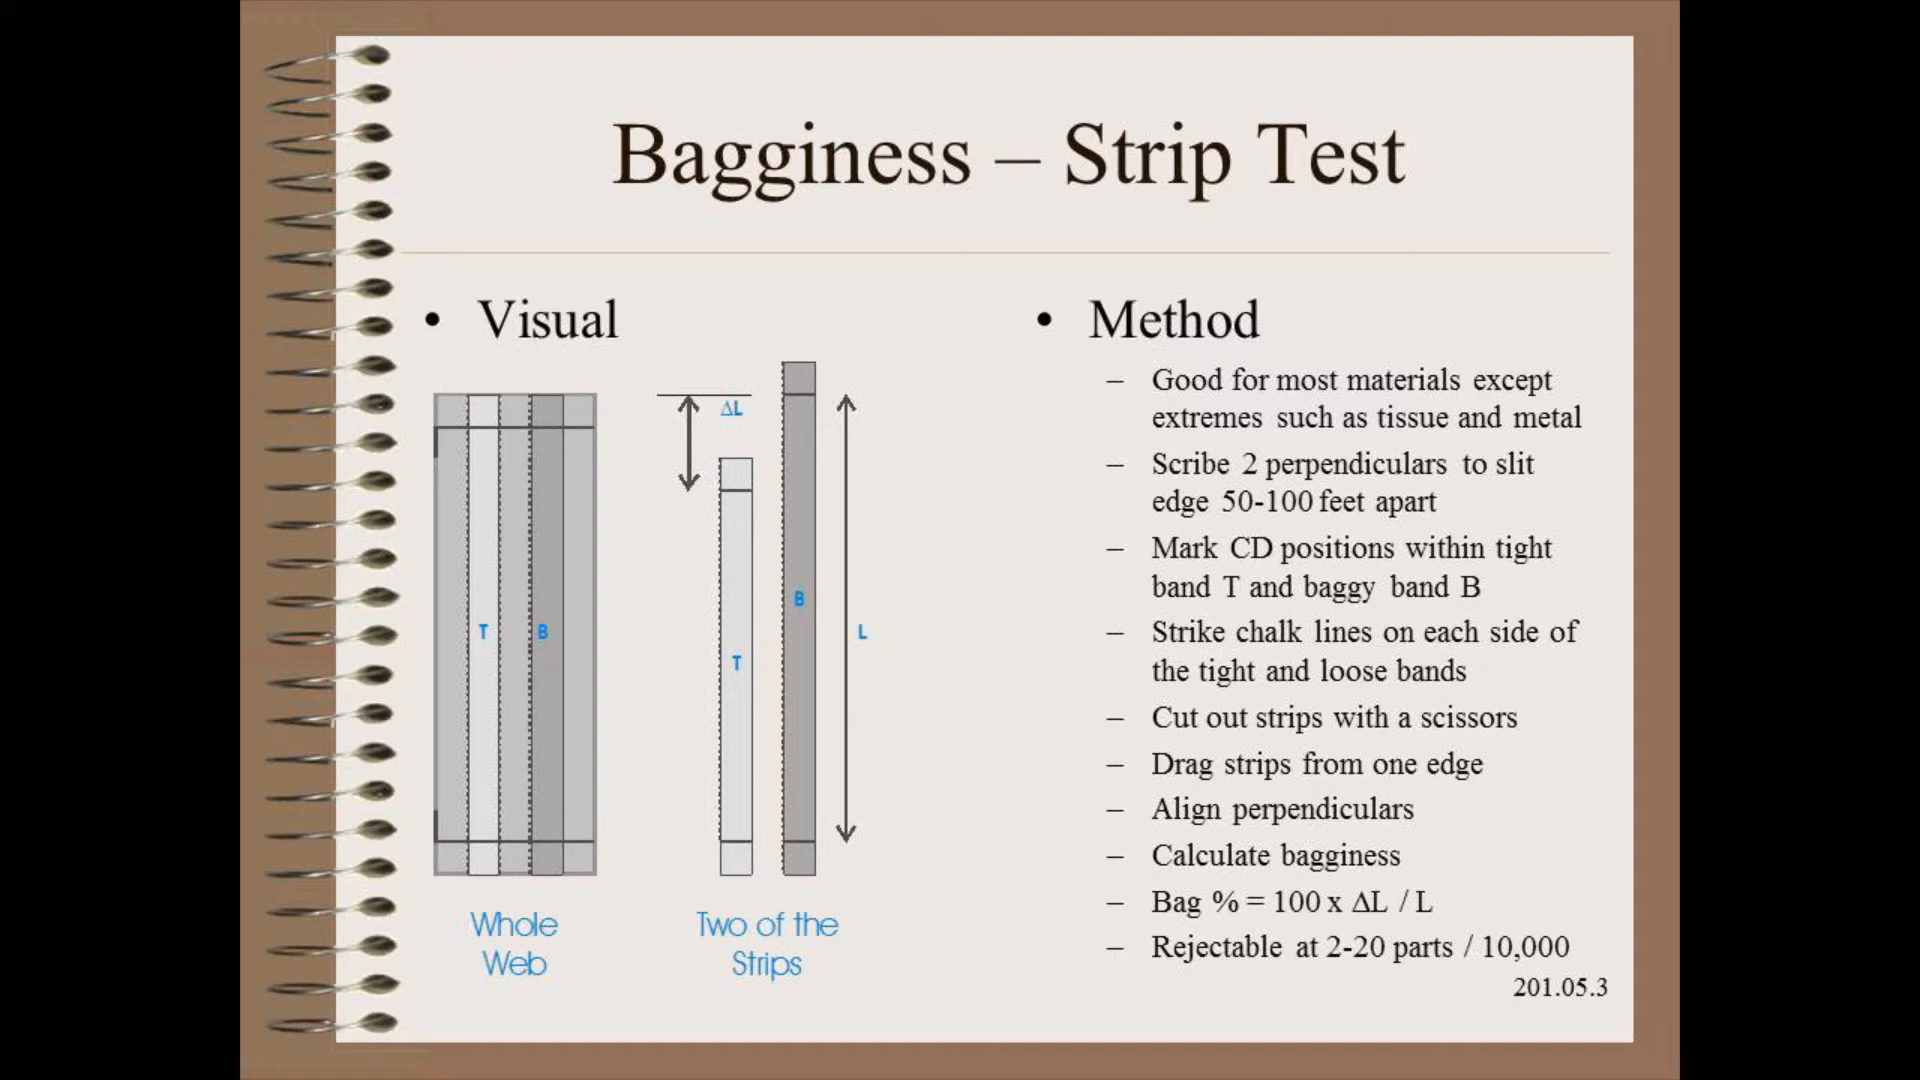 Bagginess – Strip Test
• Visual
ΔL
T
B
T
B
L
Whole
Web
Two of the
Strips
• Method
– Good for most materials except
extremes such as tissue and metal
– Scribe 2 perpendiculars to slit
edge 50-100 feet apart
– Mark CD positions within tight
band T and baggy band B
– Strike chalk lines on each side of
the tight and loose bands
– Cut out strips with a scissors
– Drag strips from one edge
– Align perpendiculars
– Calculate bagginess
– Bag % = 100 x ΔL / L
– Rejectable at 2-20 parts / 10,000
201.05.3